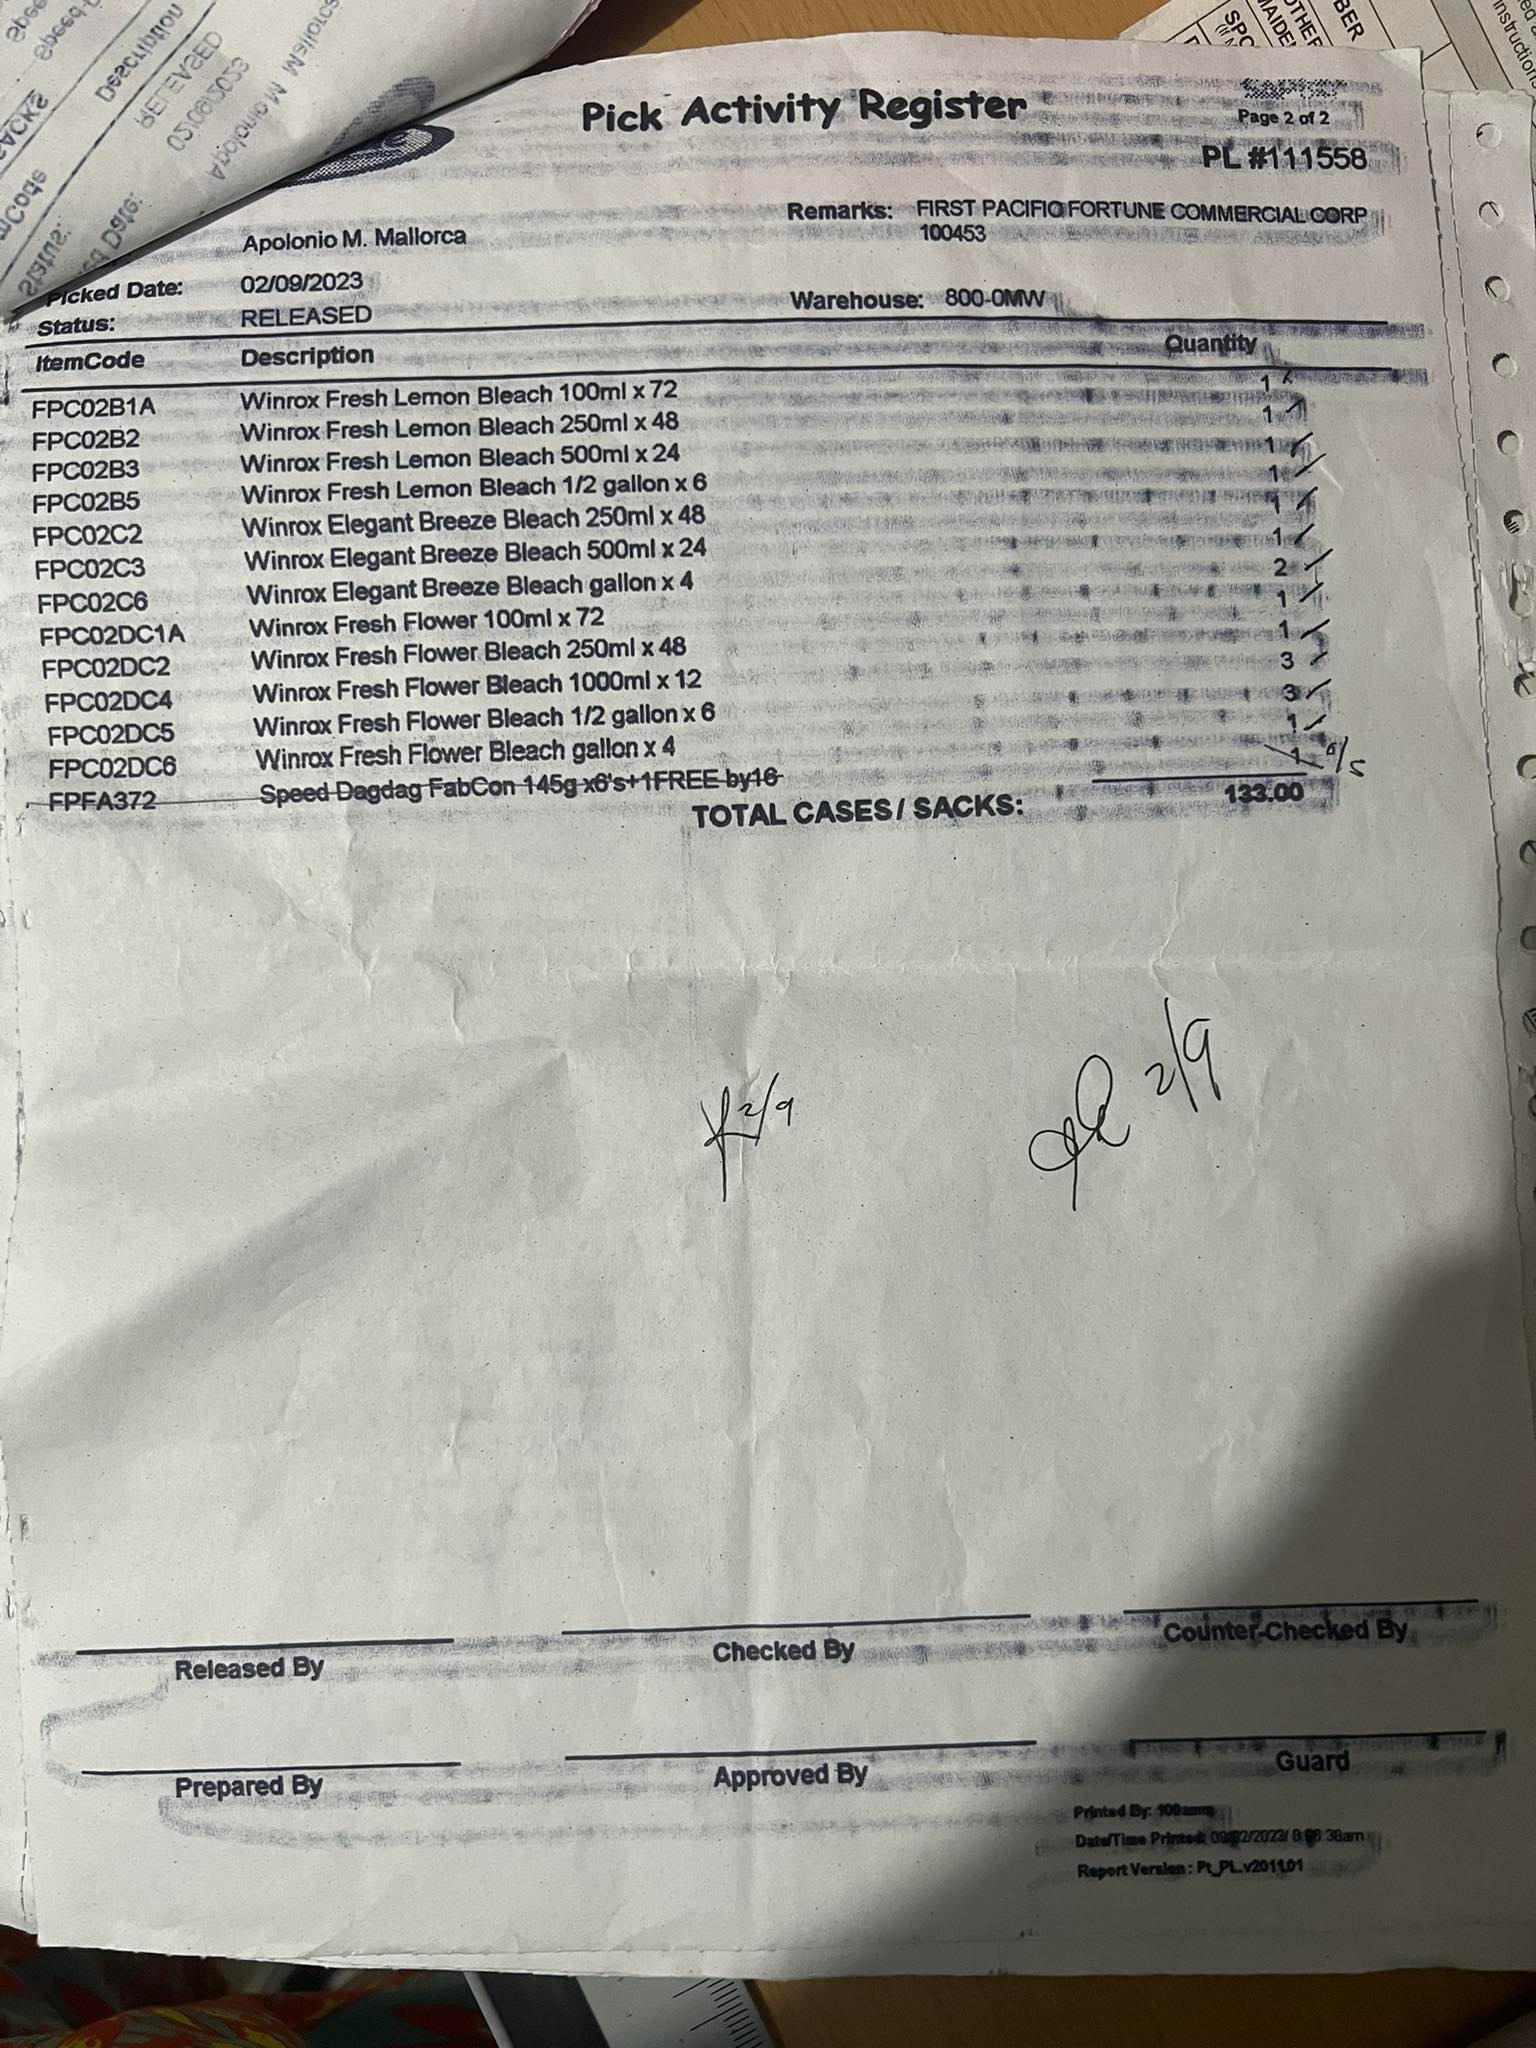 Pick Activity Register
Page 2 of 2
PL #111558
Remarks: FIRST PACIFIC FORTUNE COMMERCIAL CORP
100453
Apolonio M. Mallorca
Picked Date: 02/09/2023
Warehouse: 800-0MW
Status: RELEASED
ItemCode Description Quantity
FPC02B1A Winrox Fresh Lemon Bleach 100ml x 72 1
FPC02B2 Winrox Fresh Lemon Bleach 250ml x 48 1
FPC02B3 Winrox Fresh Lemon Bleach 500ml x 24 1
FPC02B5 Winrox Fresh Lemon Bleach 1/2 gallon x 6 1
FPC02C2 Winrox Elegant Breeze Bleach 250ml x 48 1
FPC02C3 Winrox Elegant Breeze Bleach 500ml x 24 1
FPC02C6 Winrox Elegant Breeze Bleach gallon x 4 2
FPC02DC1A Winrox Fresh Flower 100ml x 72 1
FPC02DC2 Winrox Fresh Flower Bleach 250ml x 48 1
FPC02DC4 Winrox Fresh Flower Bleach 1000ml x 12 3
FPC02DC5 Winrox Fresh Flower Bleach 1/2 gallon x 6 3
FPC02DC6 Winrox Fresh Flower Bleach gallon x 4 1
FPFA372 Speed Dagdag FabCon 145g x6's+1FREE by16 1 o/s
TOTAL CASES / SACKS: 133.00
2/9
2/9
Released By
Checked By
Counter-Checked By
Prepared By
Approved By
Guard
Printed By:
Date/Time Printed:
Report Version : Pt_PL.v2011.01
Description
RELEASED
02/09/2023
Apolonio M Mallorca
Status:
Date:
BER
OTHER
MAIDEN